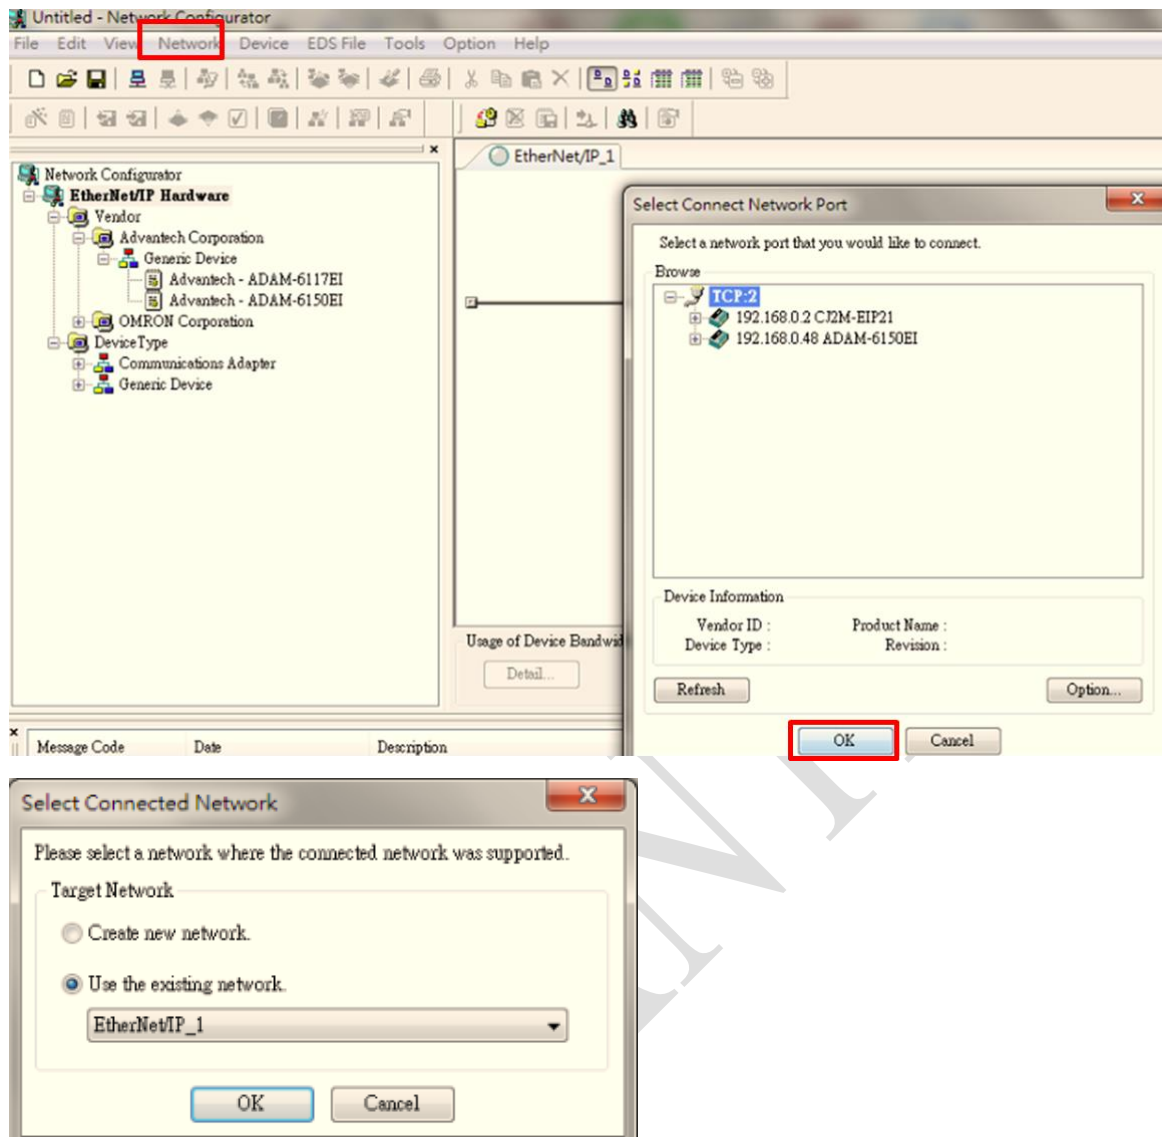 Untitled - Network Configurator
File Edit View Network Device EDS File Tools Option Help
EtherNet/IP_1
Network Configurator
EtherNet/IP Hardware
Vendor
Advantech Corporation
Generic Device
Advantech - ADAM-6117EI
Advantech - ADAM-6150EI
OMRON Corporation
DeviceType
Communications Adapter
Generic Device
Usage of Device Bandwid
Detail...
Message Code Date Description
Select Connect Network Port
Select a network port that you would like to connect.
Browse
TCP:2
192.168.0.2 CJ2M-EIP21
192.168.0.48 ADAM-6150EI
Device Information
Vendor ID : Product Name :
Device Type : Revision :
Refresh Option...
OK Cancel
Select Connected Network
Please select a network where the connected network was supported.
Target Network
Create new network.
Use the existing network.
EtherNet/IP_1
OK Cancel